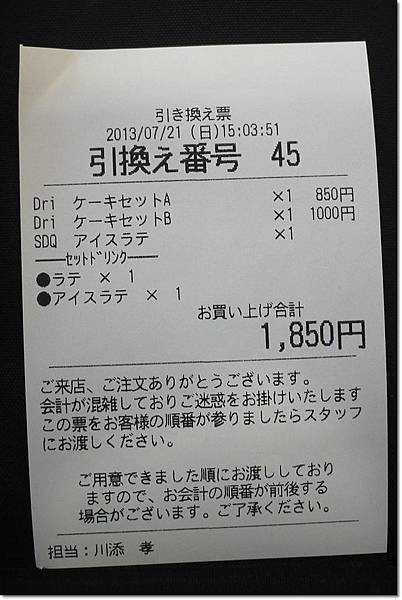 引き換え票
2013/07/21 (日)15:03:51
引換え番号 45
Dri ケーキセットA ×1 850円
Dri ケーキセットB ×1 1000円
SDQ アイスラテ ×1
――セットドリンク――
●ラテ × 1
●アイスラテ × 1
お買い上げ合計
1,850円
ご来店、ご注文ありがとうございます。
会計が混雑しておりご迷惑をお掛けいたします
この票をお客様の順番が参りましたらスタッフ
にお渡しください。
ご用意できました順にお渡ししており
ますので、お会計の順番が前後する
場合がございます。ご了承ください。
担当：川添 孝